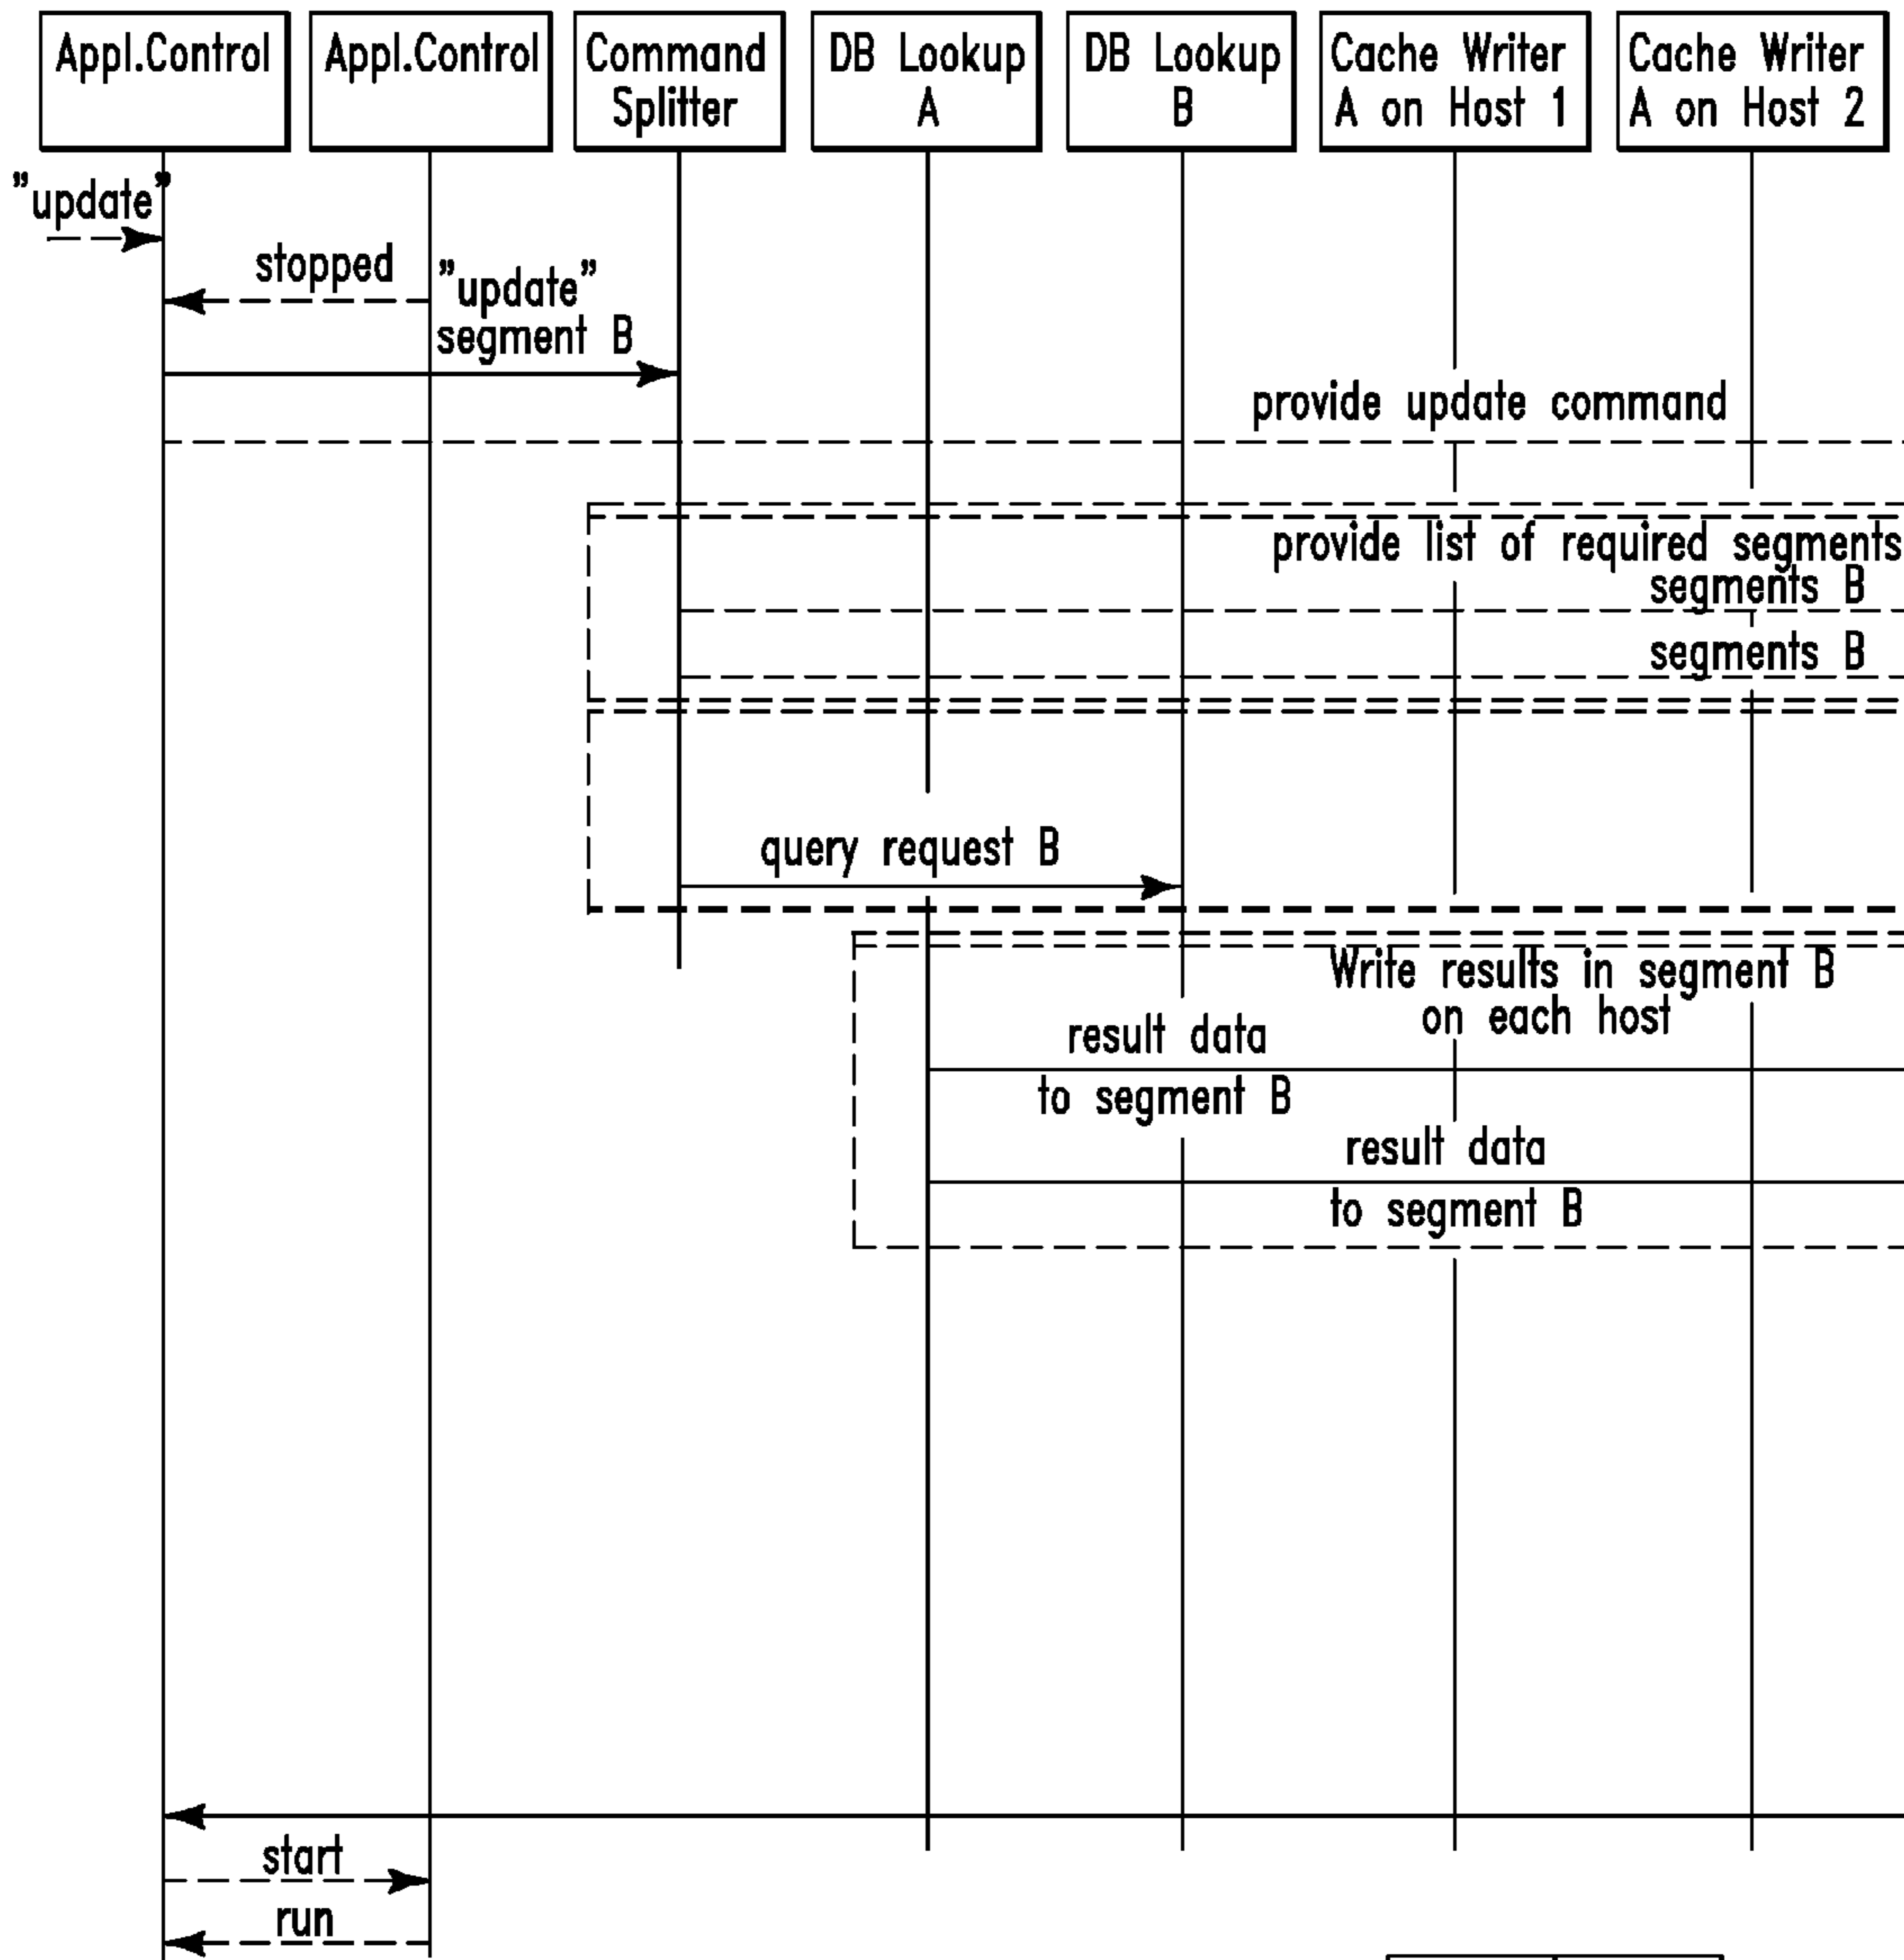 Appl.Control
Appl.Control
Command
Splitter
DB Lookup
A
DB Lookup
B
Cache Writer
A on Host 1
Cache Writer
A on Host 2
"update"
stopped
"update"
segment B
provide update command
provide list of required segments
segments B
segments B
query request B
Write results in segment B
on each host
result data
to segment B
result data
to segment B
start
run